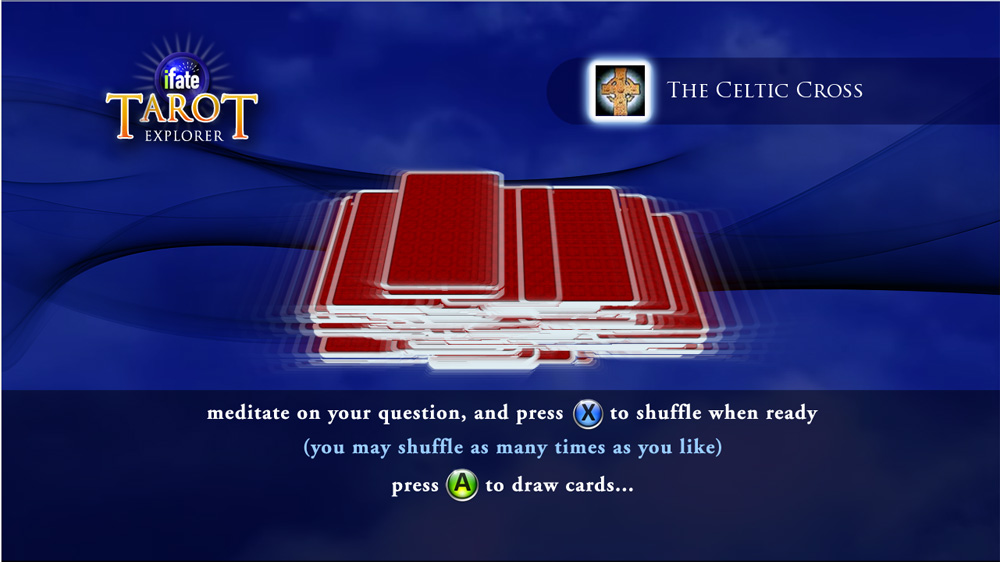 ifate
TAROT
EXPLORER
THE CELTIC CROSS
meditate on your question, and press X to shuffle when ready
(you may shuffle as many times as you like)
press A to draw cards...